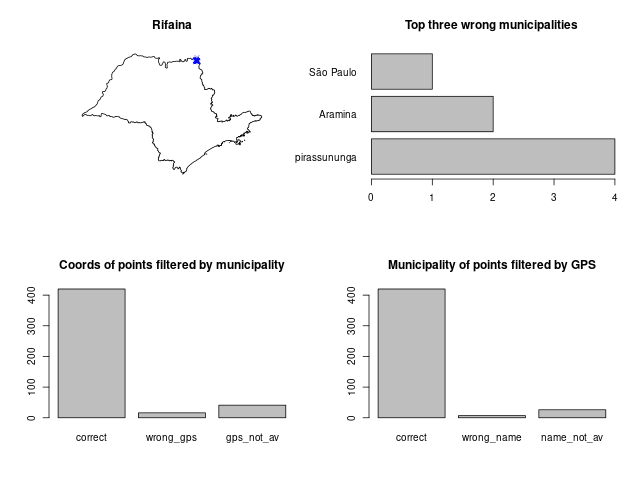 Rifaina
Top three wrong municipalities
São Paulo
Aramina
pirassununga
0 1 2 3 4
Coords of points filtered by municipality
0 100 200 300 400
correct wrong_gps gps_not_av
Municipality of points filtered by GPS
0 100 200 300 400
correct wrong_name name_not_av